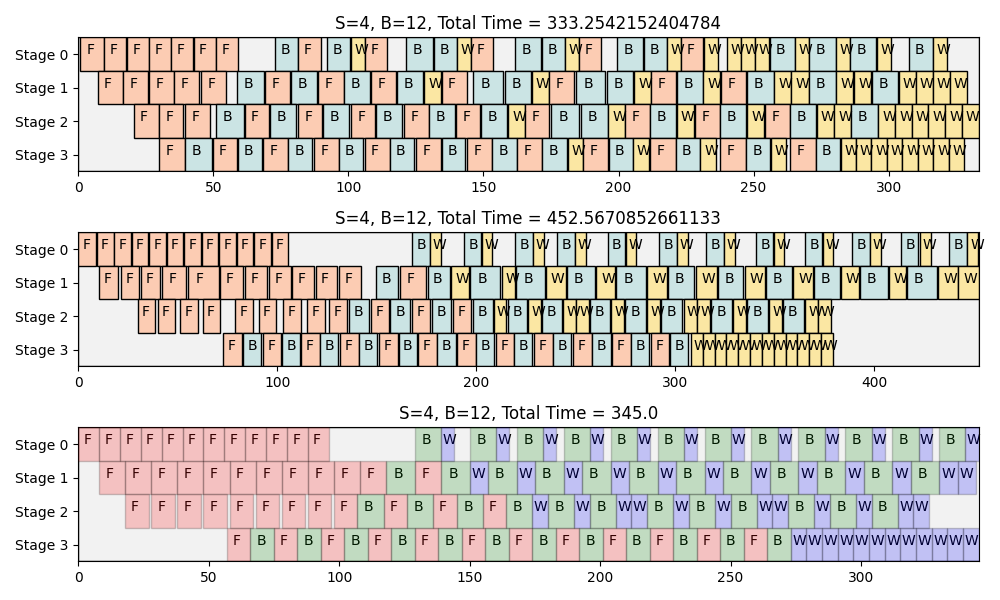 S=4, B=12, Total Time = 333.2542152404784
Stage 0 F F F F F F F B F B W F B B W F B B W F B B W F W W W W B W B W B W B W
Stage 1 F F F F F B F B F B F B W F B B W F B B W F B W F B W W B W W B W W W W
Stage 2 F F F B F B F B F B F B F B W F B B W F B W F B W F B W W B W W W W W W
Stage 3 F B F B F B F B F B F B F B F B W F B W F B W F B W F B W W W W W W W W
0 50 100 150 200 250 300
S=4, B=12, Total Time = 452.5670852661133
Stage 0 F F F F F F F F F F F F B W B W B W B W B W B W B W B W B W B W B W B W
Stage 1 F F F F F F F F F F F B F B W B W B W B W B W B W B W B W B W B W B W W
Stage 2 F F F F F F F F F B F B F B F B W B W B W W B W B W B W W B W B W B W W
Stage 3 F B F B F B F B F B F B F B F B F B F B F B F B W W W W W W W W W W W W
0 100 200 300 400
S=4, B=12, Total Time = 345.0
Stage 0 F F F F F F F F F F F F B W B W B W B W B W B W B W B W B W B W B W B W
Stage 1 F F F F F F F F F F F B F B W B W B W B W B W B W B W B W B W B W B W W
Stage 2 F F F F F F F F F B F B F B F B W B W B W W B W B W B W W B W B W B W W
Stage 3 F B F B F B F B F B F B F B F B F B F B F B F B W W W W W W W W W W W W
0 50 100 150 200 250 300